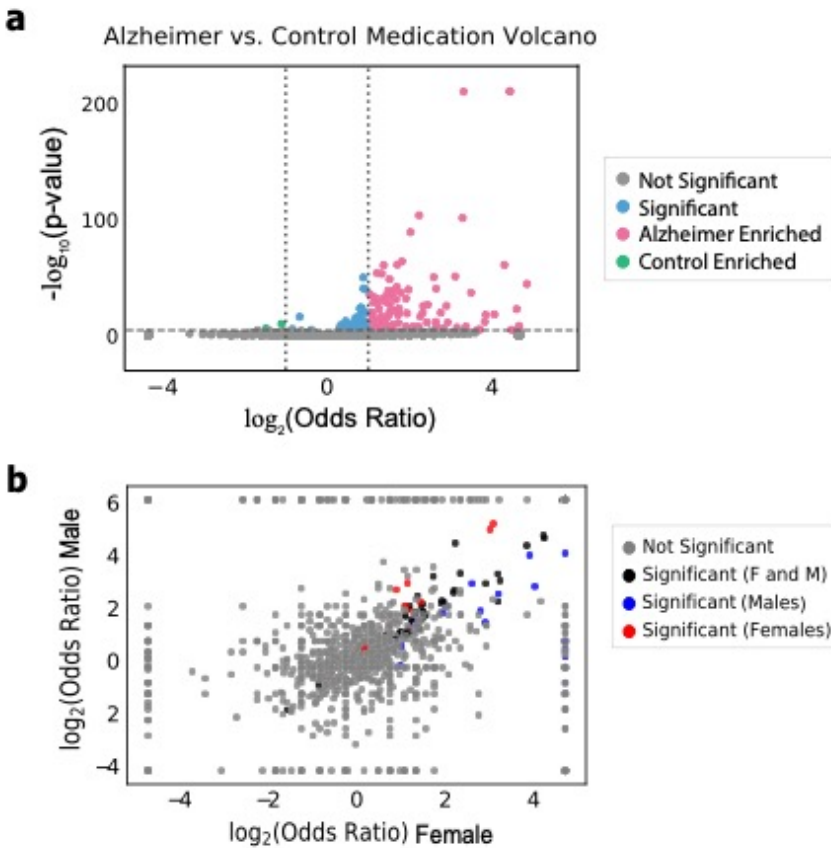 a
Alzheimer vs. Control Medication Volcano
-log₁₀(p-value)
200
100
0
−4
0
4
log₂(Odds Ratio)
Not Significant
Significant
Alzheimer Enriched
Control Enriched
b
log₂(Odds Ratio) Male
6
4
2
0
2
−4
−4
−2
0
2
4
log₂(Odds Ratio) Female
Not Significant
Significant (F and M)
Significant (Males)
Significant (Females)